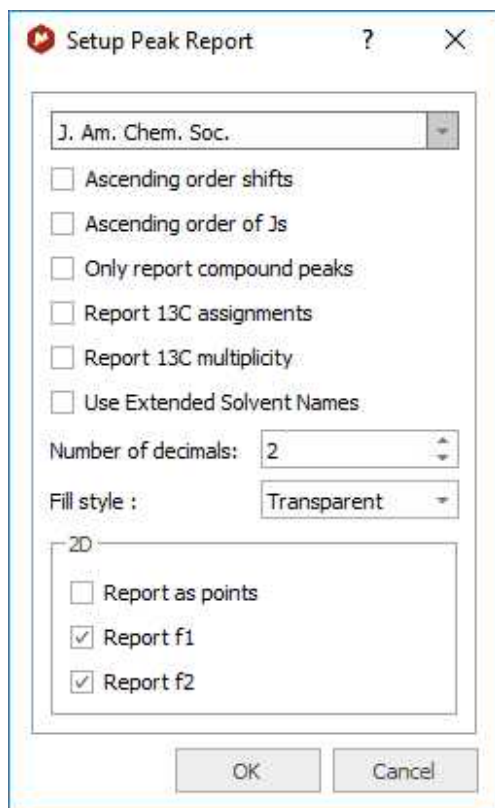 Setup Peak Report ?
J. Am. Chem. Soc.
Ascending order shifts
Ascending order of Js
Only report compound peaks
Report 13C assignments
Report 13C multiplicity
Use Extended Solvent Names
Number of decimals: 2
Fill style : Transparent
2D
Report as points
Report f1
Report f2
OK Cancel